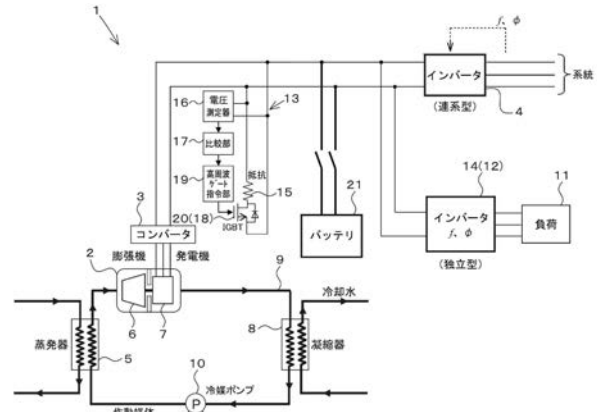 1
f、φ
インバータ
系統
(連系型)
4
16
電圧
測定器
13
17
比較部
19
高周波
ゲート
指令部
抵抗
15
20(18)
IGBT
21
バッテリ
14(12)
インバータ
f、φ
(独立型)
11
負荷
3
コンバータ
膨張機
発電機
2
6
7
9
冷却水
蒸発器
5
8
凝縮器
10
P
冷媒ポンプ
作動媒体